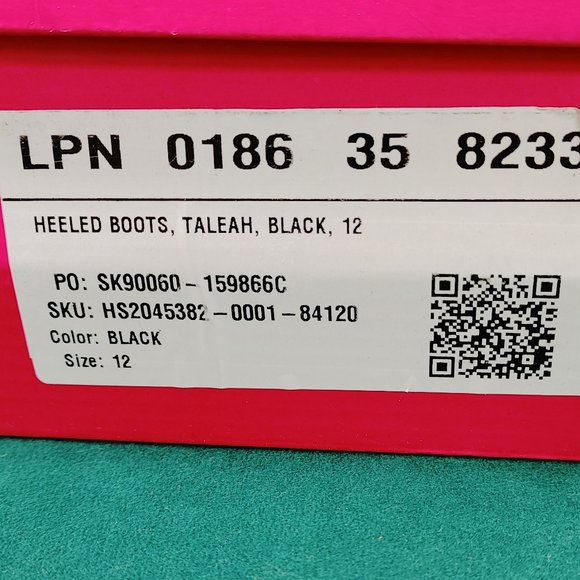 LPN 0186 35 8233
HEELED BOOTS, TALEAH, BLACK, 12
PO: SK90060-159866C
SKU: HS2045382-0001-84120
Color: BLACK
Size: 12